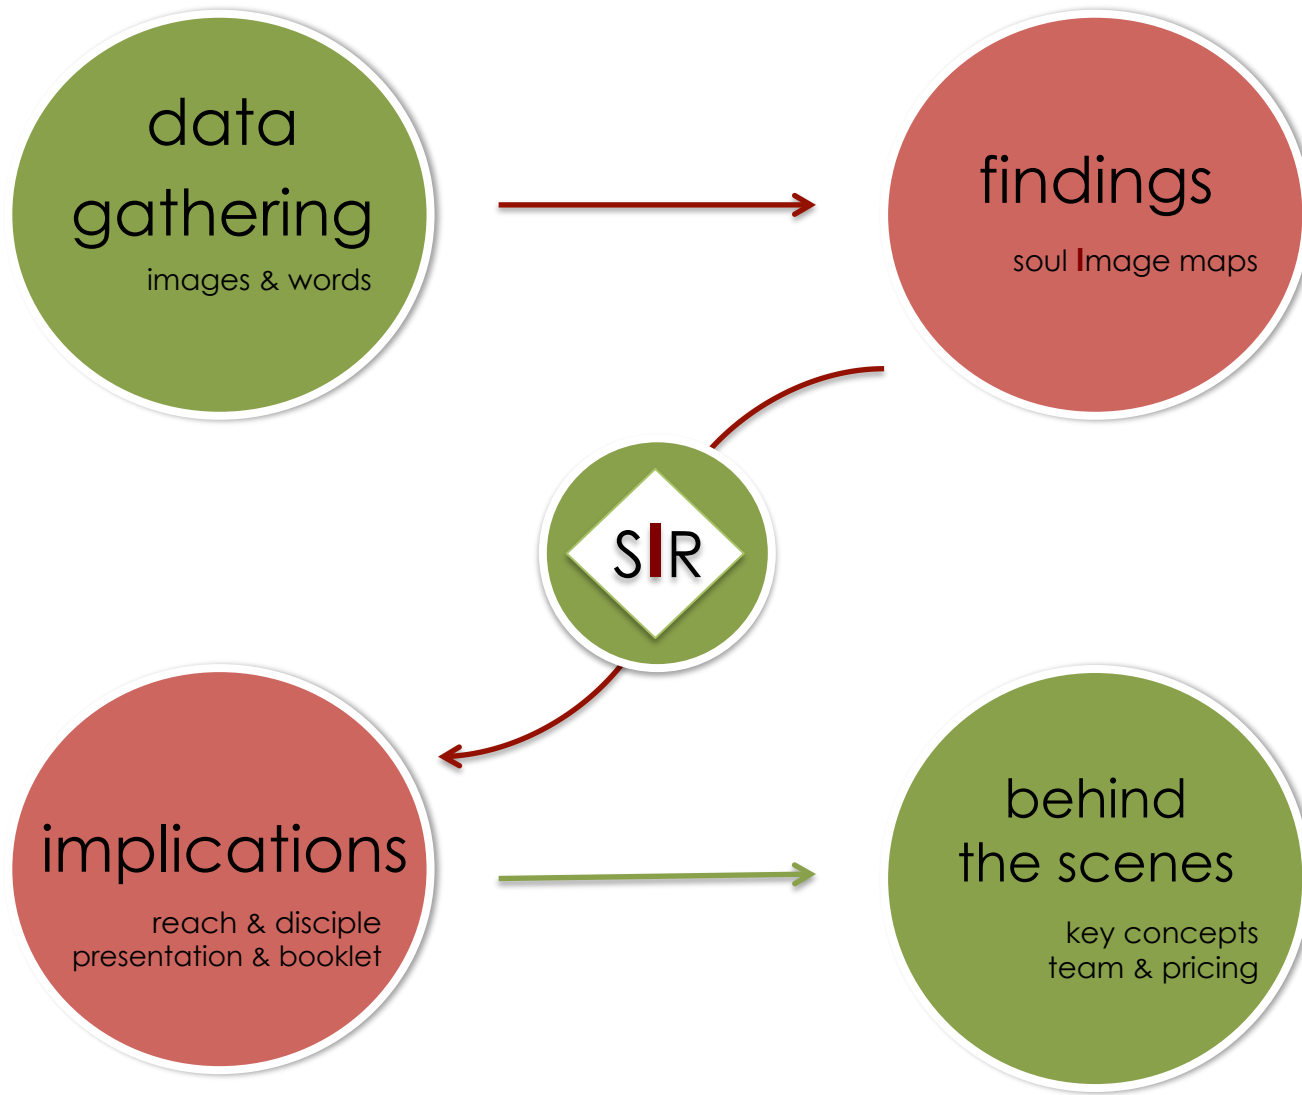 data
gathering
images & words
findings
soul Image maps
SIR
implications
reach & disciple
presentation & booklet
behind
the scenes
key concepts
team & pricing